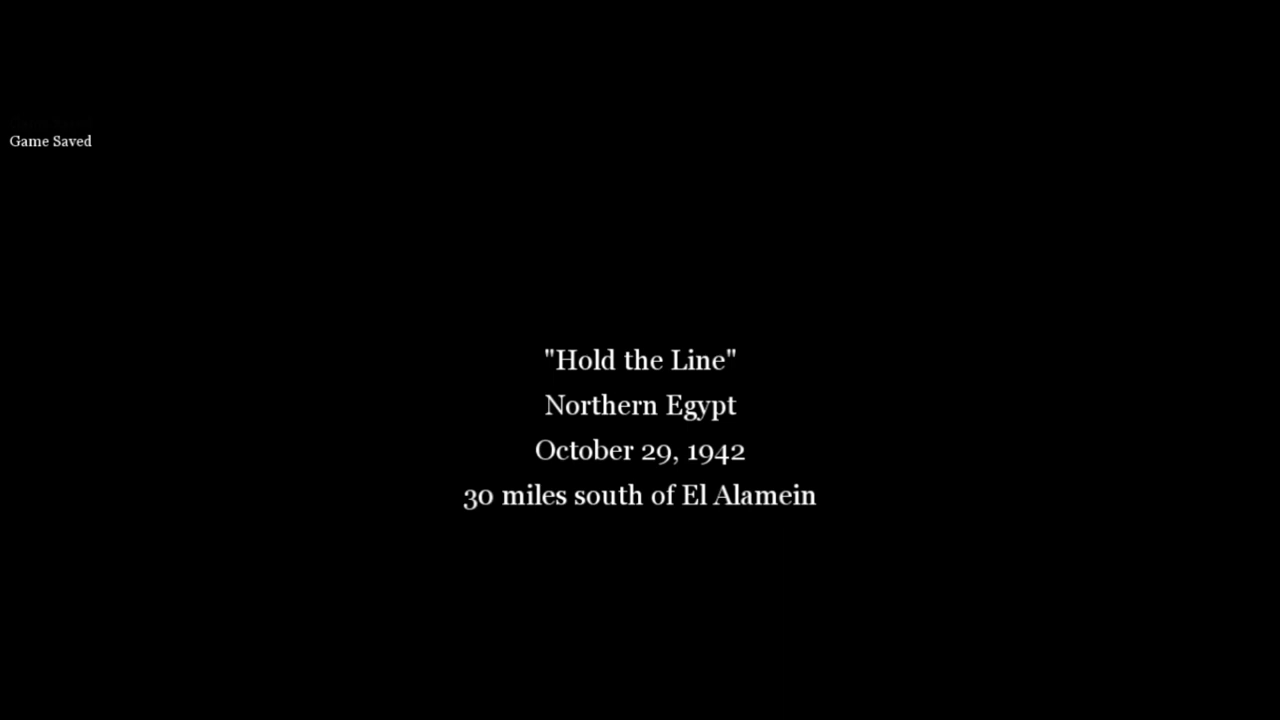 Game Saved
"Hold the Line"
Northern Egypt
October 29, 1942
30 miles south of El Alamein